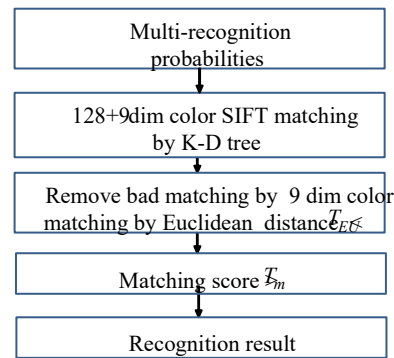 Multi-recognition
probabilities
128+9dim color SIFT matching
by K-D tree
Remove bad matching by 9 dim color
matching by Euclidean distance
Matching score
Recognition result